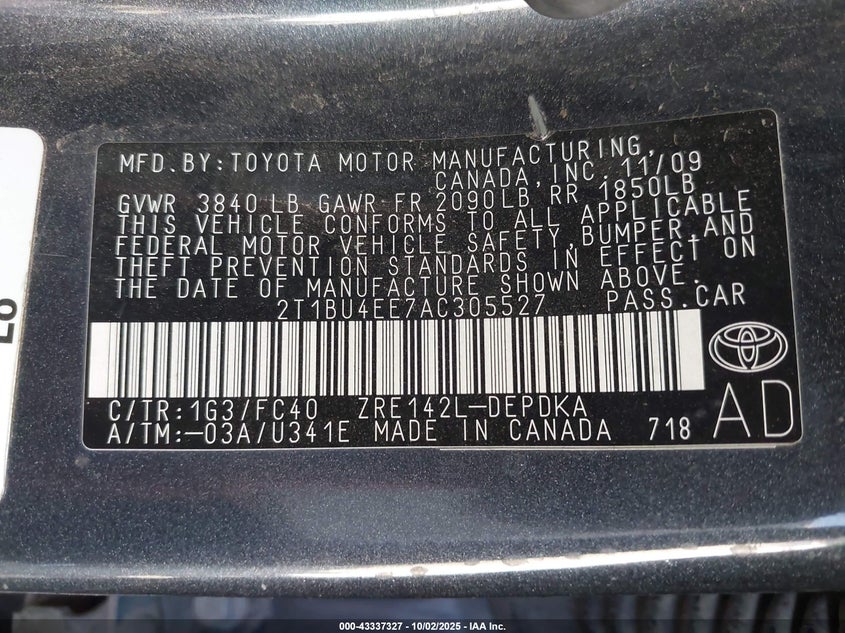 MFD.BY:TOYOTA MOTOR MANUFACTURING,
CANADA,INC. 11/09
GVWR 3840 LB GAWR FR 2090LB RR 1850LB
THIS VEHICLE CONFORMS TO ALL APPLICABLE
FEDERAL MOTOR VEHICLE SAFETY,BUMPER,AND
THEFT PREVENTION STANDARDS IN EFFECT ON
THE DATE OF MANUFACTURE SHOWN ABOVE.
2T1BU4EE7AC305527 PASS.CAR
C/TR:1G3/FC40 ZRE142L-DEPDKA
A/TM:-03A/U341E MADE IN CANADA 718
AD
000-43337327 - 10/02/2025 - IAA Inc.